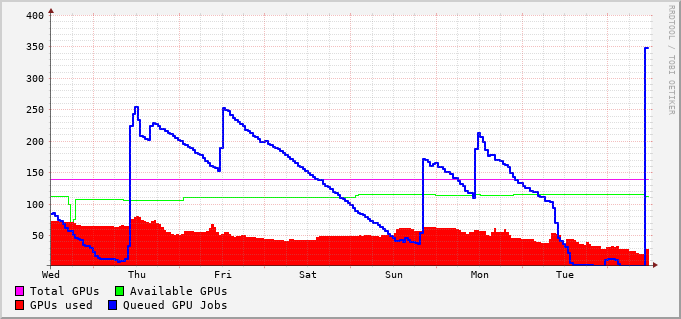 400
350
300
250
200
150
100
50
Wed Thu Fri Sat Sun Mon Tue
Total GPUs Available GPUs
GPUs used Queued GPU Jobs
RRDTOOL / TOBI OETIKER